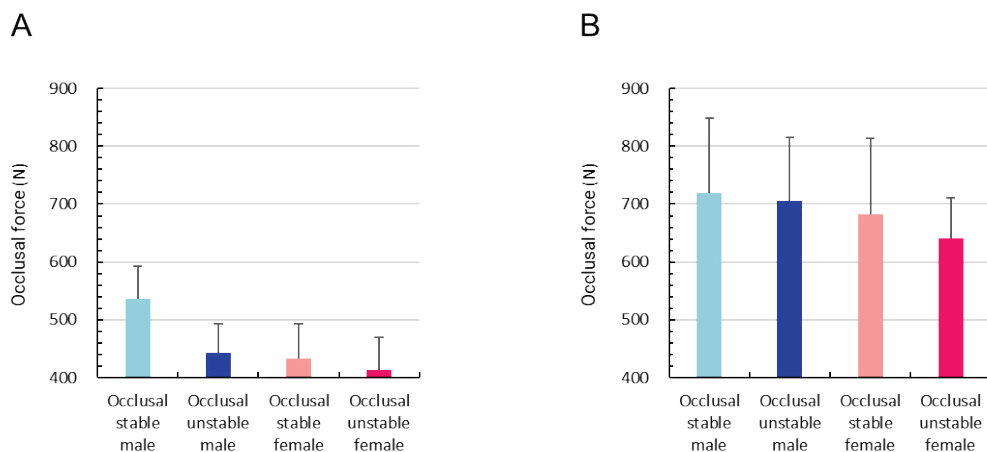 A
Occlusal force (N)
900
800
700
600
500
400
Occlusal stable male
Occlusal unstable male
Occlusal stable female
Occlusal unstable female
B
Occlusal force (N)
900
800
700
600
500
400
Occlusal stable male
Occlusal unstable male
Occlusal stable female
Occlusal unstable female